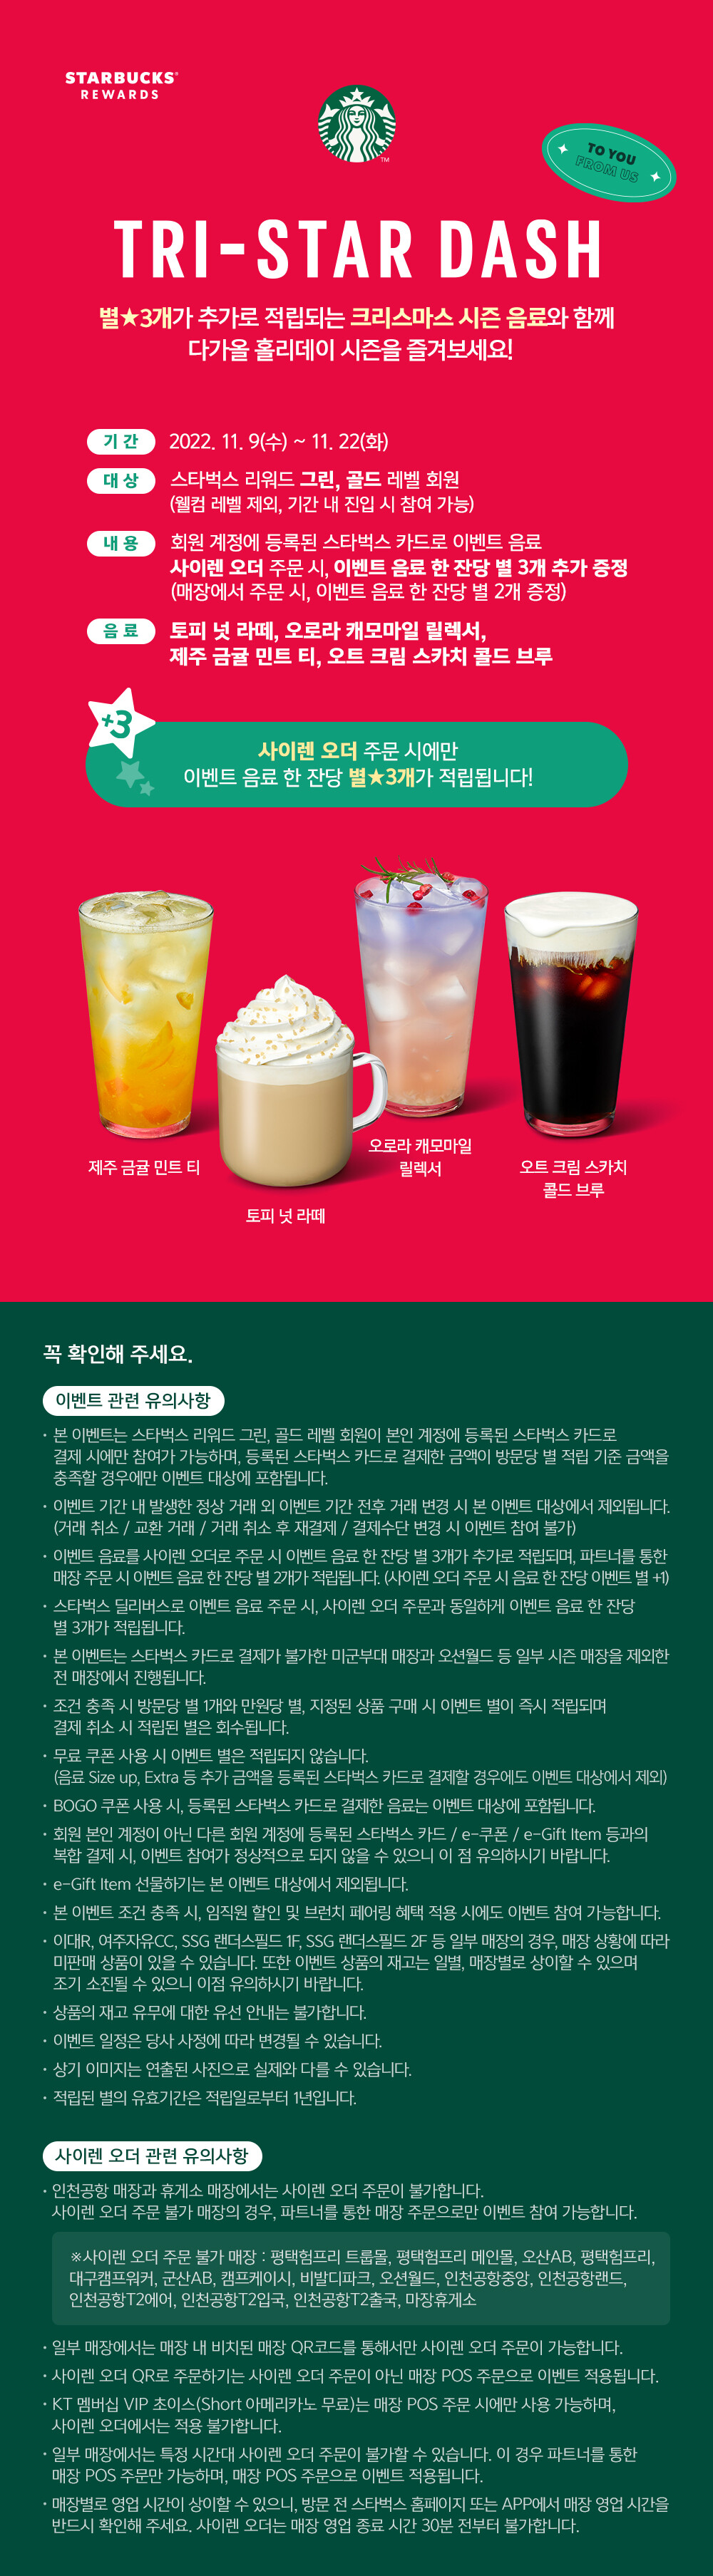 STARBUCKS®
REWARDS
TM
TO YOU
FROM US
TRI-STAR DASH
별★3개가 추가로 적립되는 크리스마스 시즌 음료와 함께
다가올 홀리데이 시즌을 즐겨보세요!
기 간 2022. 11. 9(수) ~ 11. 22(화)
대 상 스타벅스 리워드 그린, 골드 레벨 회원
(웰컴 레벨 제외, 기간 내 진입 시 참여 가능)
내 용 회원 계정에 등록된 스타벅스 카드로 이벤트 음료
사이렌 오더 주문 시, 이벤트 음료 한 잔당 별 3개 추가 증정
(매장에서 주문 시, 이벤트 음료 한 잔당 별 2개 증정)
음 료 토피 넛 라떼, 오로라 캐모마일 릴렉서,
제주 금귤 민트 티, 오트 크림 스카치 콜드 브루
+3
사이렌 오더 주문 시에만
이벤트 음료 한 잔당 별★3개가 적립됩니다!
오로라 캐모마일
릴렉서
제주 금귤 민트 티
오트 크림 스카치
콜드 브루
토피 넛 라떼
꼭 확인해 주세요.
이벤트 관련 유의사항
· 본 이벤트는 스타벅스 리워드 그린, 골드 레벨 회원이 본인 계정에 등록된 스타벅스 카드로
결제 시에만 참여가 가능하며, 등록된 스타벅스 카드로 결제한 금액이 방문당 별 적립 기준 금액을
충족할 경우에만 이벤트 대상에 포함됩니다.
· 이벤트 기간 내 발생한 정상 거래 외 이벤트 기간 전후 거래 변경 시 본 이벤트 대상에서 제외됩니다.
(거래 취소 / 교환 거래 / 거래 취소 후 재결제 / 결제수단 변경 시 이벤트 참여 불가)
· 이벤트 음료를 사이렌 오더로 주문 시 이벤트 음료 한 잔당 별 3개가 추가로 적립되며, 파트너를 통한
매장 주문 시 이벤트 음료 한 잔당 별 2개가 적립됩니다. (사이렌 오더 주문 시 음료 한 잔당 이벤트 별 +1)
· 스타벅스 딜리버스로 이벤트 음료 주문 시, 사이렌 오더 주문과 동일하게 이벤트 음료 한 잔당
별 3개가 적립됩니다.
· 본 이벤트는 스타벅스 카드로 결제가 불가한 미군부대 매장과 오션월드 등 일부 시즌 매장을 제외한
전 매장에서 진행됩니다.
· 조건 충족 시 방문당 별 1개와 만원당 별, 지정된 상품 구매 시 이벤트 별이 즉시 적립되며
결제 취소 시 적립된 별은 회수됩니다.
· 무료 쿠폰 사용 시 이벤트 별은 적립되지 않습니다.
(음료 Size up, Extra 등 추가 금액을 등록된 스타벅스 카드로 결제할 경우에도 이벤트 대상에서 제외)
· BOGO 쿠폰 사용 시, 등록된 스타벅스 카드로 결제한 음료는 이벤트 대상에 포함됩니다.
· 회원 본인 계정이 아닌 다른 회원 계정에 등록된 스타벅스 카드 / e-쿠폰 / e-Gift Item 등과의
복합 결제 시, 이벤트 참여가 정상적으로 되지 않을 수 있으니 이 점 유의하시기 바랍니다.
· e-Gift Item 선물하기는 본 이벤트 대상에서 제외됩니다.
· 본 이벤트 조건 충족 시, 임직원 할인 및 브런치 페어링 혜택 적용 시에도 이벤트 참여 가능합니다.
· 이대R, 여주자유CC, SSG 랜더스필드 1F, SSG 랜더스필드 2F 등 일부 매장의 경우, 매장 상황에 따라
미판매 상품이 있을 수 있습니다. 또한 이벤트 상품의 재고는 일별, 매장별로 상이할 수 있으며
조기 소진될 수 있으니 이점 유의하시기 바랍니다.
· 상품의 재고 유무에 대한 유선 안내는 불가합니다.
· 이벤트 일정은 당사 사정에 따라 변경될 수 있습니다.
· 상기 이미지는 연출된 사진으로 실제와 다를 수 있습니다.
· 적립된 별의 유효기간은 적립일로부터 1년입니다.
사이렌 오더 관련 유의사항
· 인천공항 매장과 휴게소 매장에서는 사이렌 오더 주문이 불가합니다.
사이렌 오더 주문 불가 매장의 경우, 파트너를 통한 매장 주문으로만 이벤트 참여 가능합니다.
※사이렌 오더 주문 불가 매장 : 평택험프리 트룹몰, 평택험프리 메인몰, 오산AB, 평택험프리,
대구캠프워커, 군산AB, 캠프케이시, 비발디파크, 오션월드, 인천공항중앙, 인천공항랜드,
인천공항T2에어, 인천공항T2입국, 인천공항T2출국, 마장휴게소
· 일부 매장에서는 매장 내 비치된 매장 QR코드를 통해서만 사이렌 오더 주문이 가능합니다.
· 사이렌 오더 QR로 주문하기는 사이렌 오더 주문이 아닌 매장 POS 주문으로 이벤트 적용됩니다.
· KT 멤버십 VIP 초이스(Short 아메리카노 무료)는 매장 POS 주문 시에만 사용 가능하며,
사이렌 오더에서는 적용 불가합니다.
· 일부 매장에서는 특정 시간대 사이렌 오더 주문이 불가할 수 있습니다. 이 경우 파트너를 통한
매장 POS 주문만 가능하며, 매장 POS 주문으로 이벤트 적용됩니다.
· 매장별로 영업 시간이 상이할 수 있으니, 방문 전 스타벅스 홈페이지 또는 APP에서 매장 영업 시간을
반드시 확인해 주세요. 사이렌 오더는 매장 영업 종료 시간 30분 전부터 불가합니다.